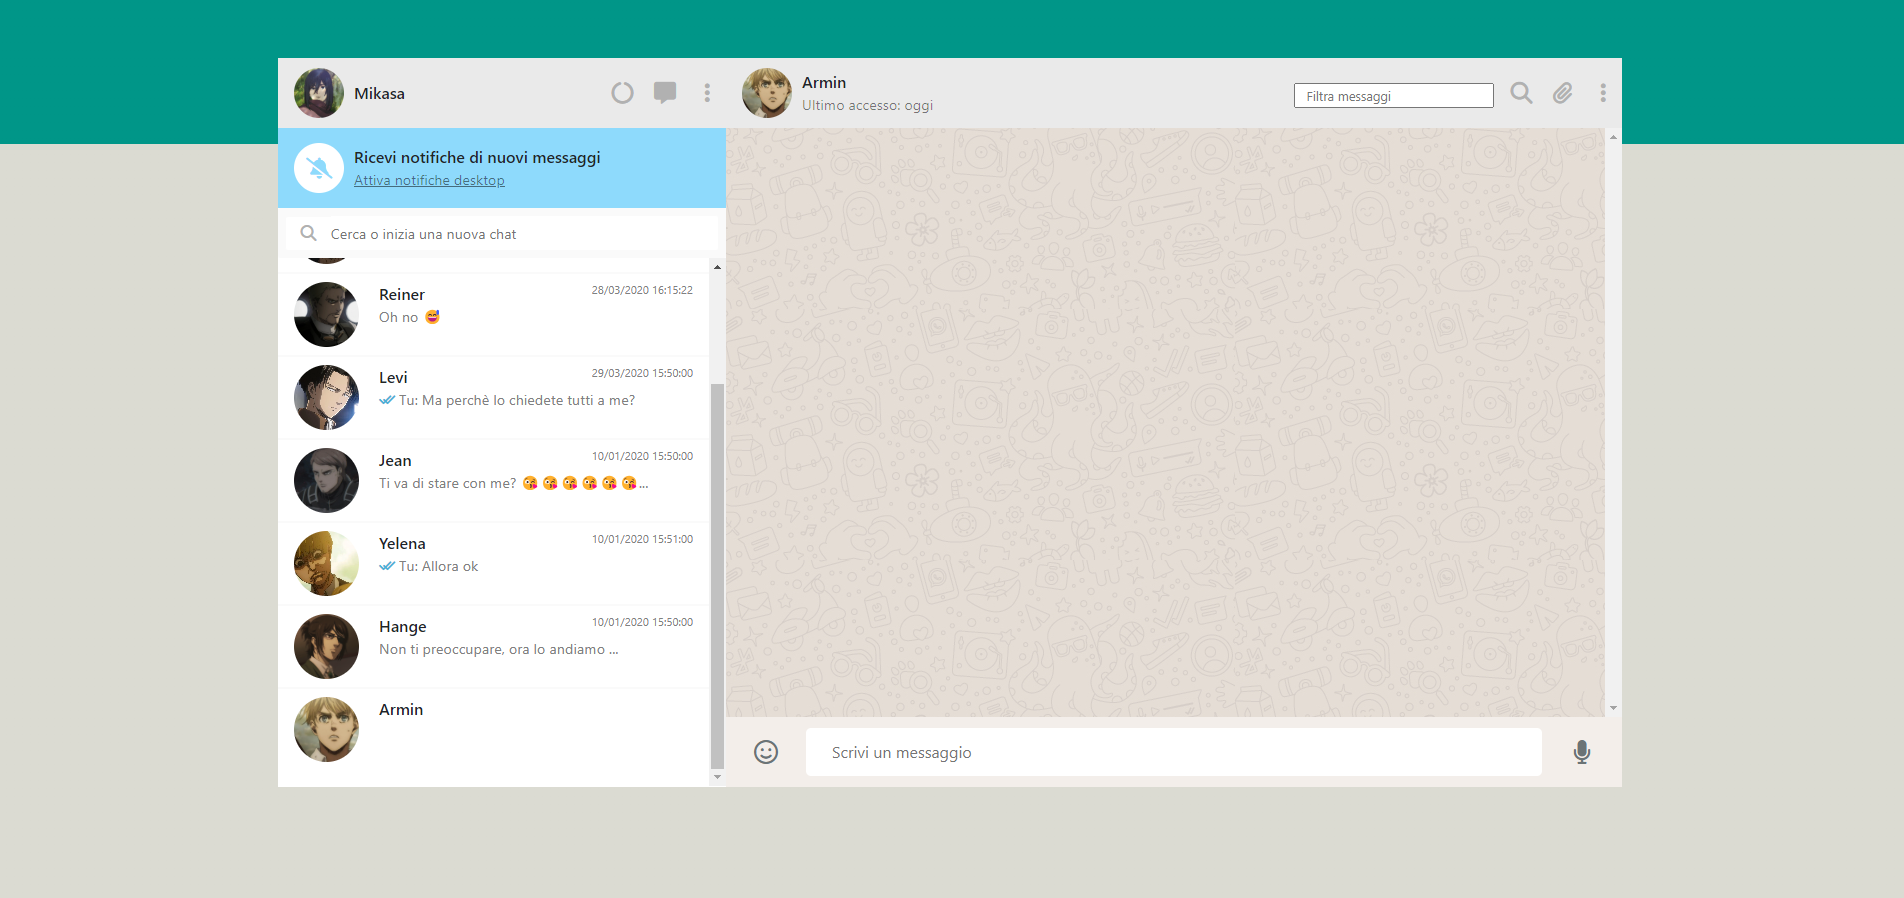 Mikasa
Armin
Ultimo accesso: oggi
Filtra messaggi
Ricevi notifiche di nuovi messaggi
Attiva notifiche desktop
Cerca o inizia una nuova chat
Reiner
28/03/2020 16:15:22
Oh no 😅
Levi
29/03/2020 15:50:00
Tu: Ma perchè lo chiedete tutti a me?
Jean
10/01/2020 15:50:00
Ti va di stare con me? 😘 😘 😘 😘 😘 😘...
Yelena
10/01/2020 15:51:00
Tu: Allora ok
Hange
10/01/2020 15:50:00
Non ti preoccupare, ora lo andiamo ...
Armin
Scrivi un messaggio